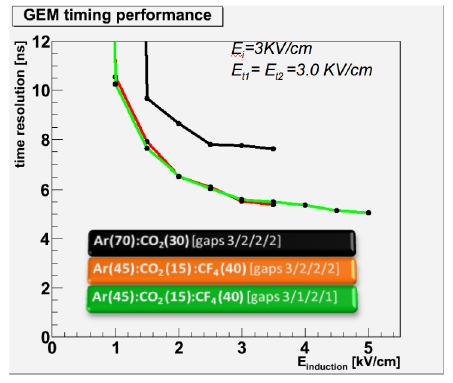 GEM timing performance
time resolution [ns]
12
10
8
6
4
2
0
E_i=3KV/cm
E_t1= E_t2 =3.0 KV/cm
Ar(70):CO₂(30) [gaps 3/2/2/2]
Ar(45):CO₂(15):CF₄(40) [gaps 3/2/2/2]
Ar(45):CO₂(15):CF₄(40) [gaps 3/1/2/1]
0 1 2 3 4 5
E_induction [kV/cm]